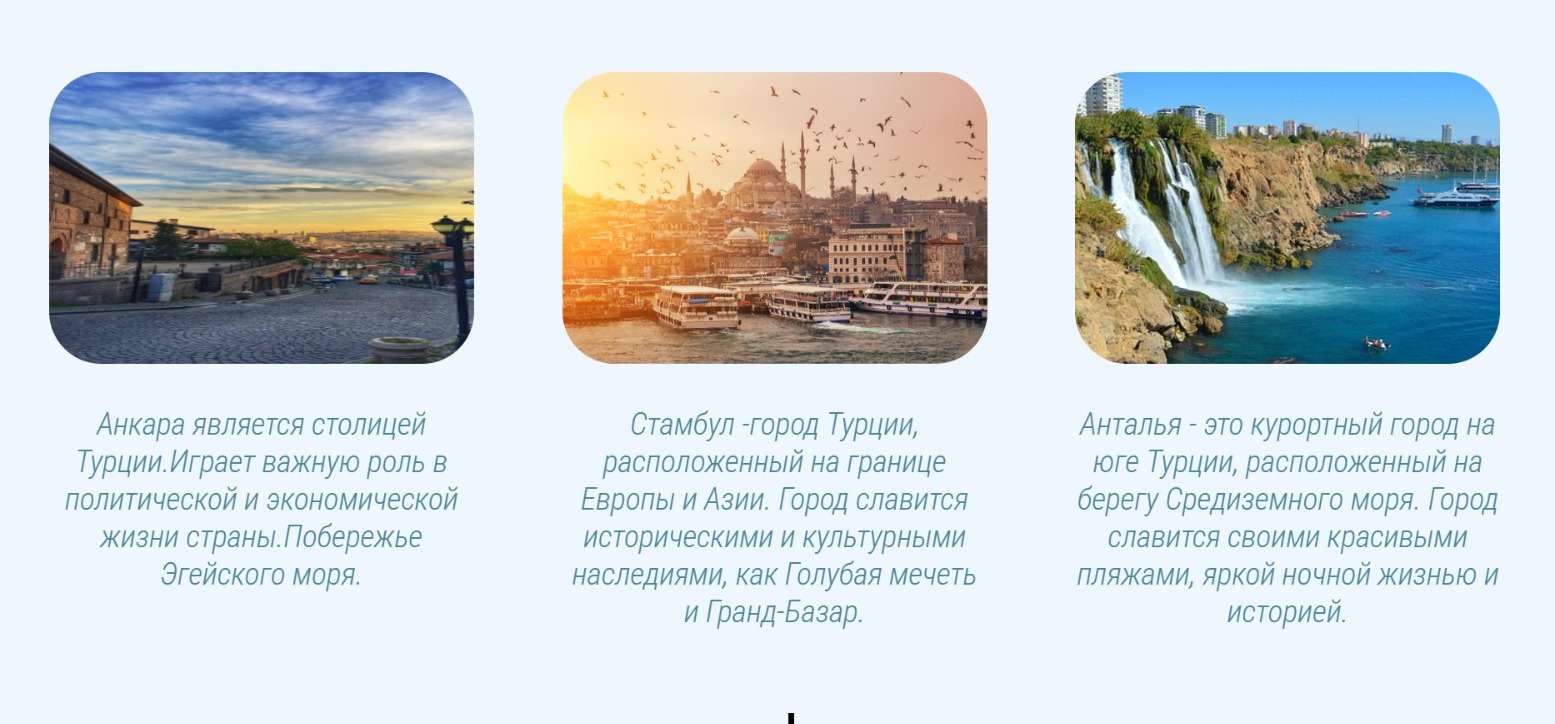 Анкара является столицей
Турции.Играет важную роль в
политической и экономической
жизни страны.Побережье
Эгейского моря.
Стамбул -город Турции,
расположенный на границе
Европы и Азии. Город славится
историческими и культурными
наследиями, как Голубая мечеть
и Гранд-Базар.
Анталья - это курортный город на
юге Турции, расположенный на
берегу Средиземного моря. Город
славится своими красивыми
пляжами, яркой ночной жизнью и
историей.